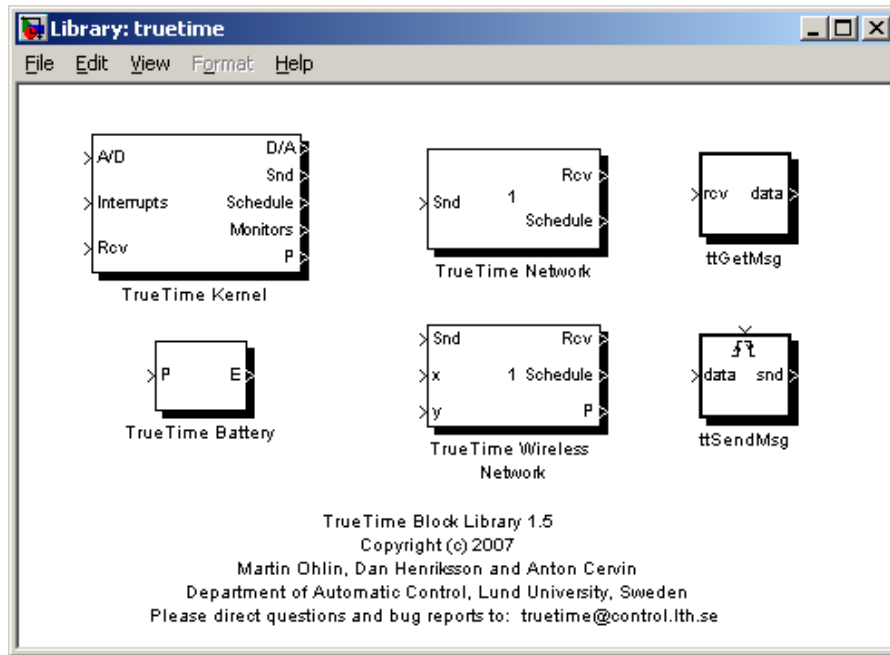 Library: truetime
File Edit View Format Help
A/D
Interrupts
Rcv
D/A
Snd
Schedule
Monitors
P
TrueTime Kernel
Snd
1
Rcv
Schedule
TrueTime Network
rcv data
ttGetMsg
P E
TrueTime Battery
Snd
x
y
1
Rcv
Schedule
P
TrueTime Wireless
Network
data snd
ttSendMsg
TrueTime Block Library 1.5
Copyright (c) 2007
Martin Ohlin, Dan Henriksson and Anton Cervin
Department of Automatic Control, Lund University, Sweden
Please direct questions and bug reports to: truetime@control.lth.se